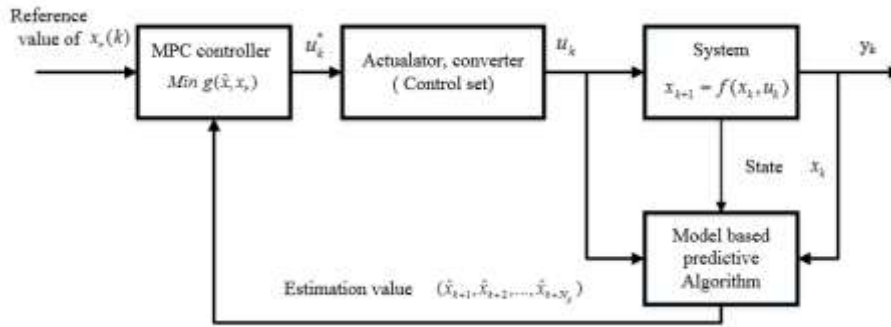 Reference
value of x_r(k)
MPC controller
Min g(x̂, x_r)
u*_k
Actualator, converter
( Control set)
u_k
System
x_{k+1} = f(x_k, u_k)
y_k
State x_k
Model based
predictive
Algorithm
Estimation value (x̂_{k+1}, x̂_{k+2}, ..., x̂_{k+N_p})